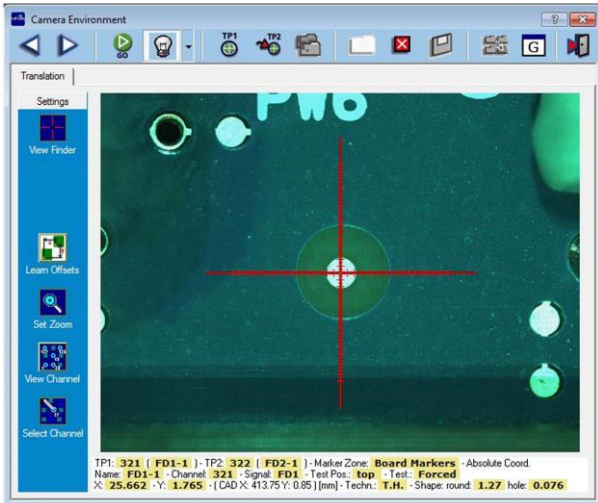 Camera Environment
TP1 TP2
GO G
Translation
Settings
PW6
View Finder
Learn Offsets
Set Zoom
View Channel
Select Channel
TP1: 321 ( FD1-1 ) - TP2: 322 ( FD2-1 ) - Marker Zone: Board Markers - Absolute Coord.
Name: FD1-1 - Channel: 321 - Signal: FD1 - Test Pos.: top - Test.: Forced
X: 25.662 - Y: 1.765 - ( CAD X: 413.75 Y: 0.85 ) [mm] - Techn.: T.H. - Shape: round: 1.27 hole: 0.076